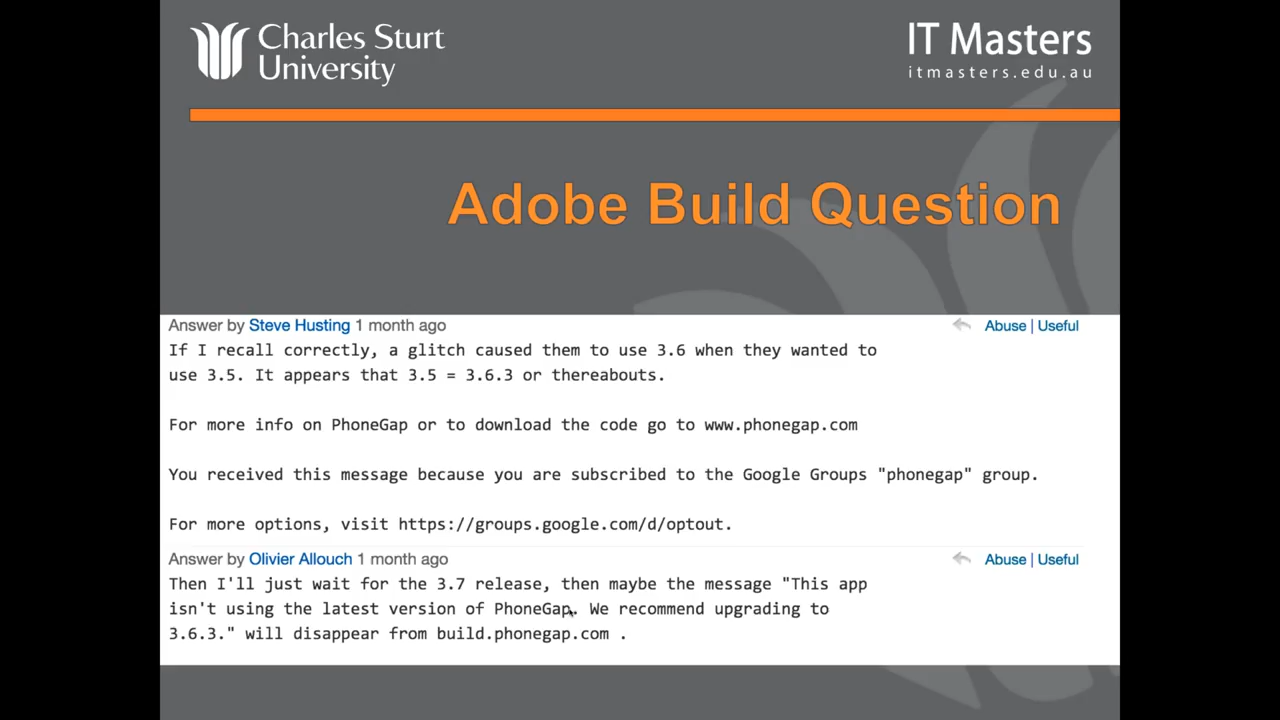 Charles Sturt
University
IT Masters
itmasters.edu.au
Adobe Build Question
Answer by Steve Husting 1 month ago
Abuse | Useful
If I recall correctly, a glitch caused them to use 3.6 when they wanted to
use 3.5. It appears that 3.5 = 3.6.3 or thereabouts.
For more info on PhoneGap or to download the code go to www.phonegap.com
You received this message because you are subscribed to the Google Groups "phonegap" group.
For more options, visit https://groups.google.com/d/optout.
Answer by Olivier Allouch 1 month ago
Abuse | Useful
Then I'll just wait for the 3.7 release, then maybe the message "This app
isn't using the latest version of PhoneGap. We recommend upgrading to
3.6.3." will disappear from build.phonegap.com .